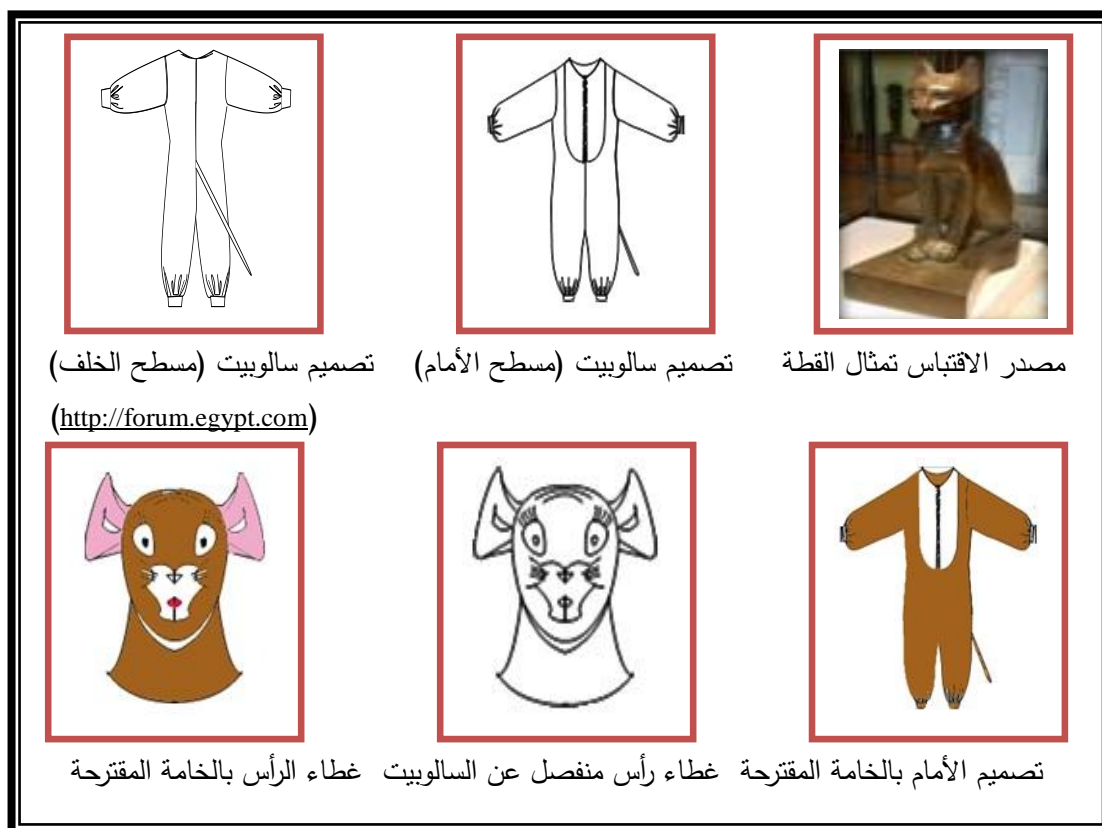 مصدر الاقتباس تمثال القطة تصميم سالوبيت (مسطح الأمام) تصميم سالوبيت (مسطح الخلف)
(http://forum.egypt.com)
تصميم الأمام بالخامة المقترحة غطاء رأس منفصل عن السالوبيت غطاء الرأس بالخامة المقترحة